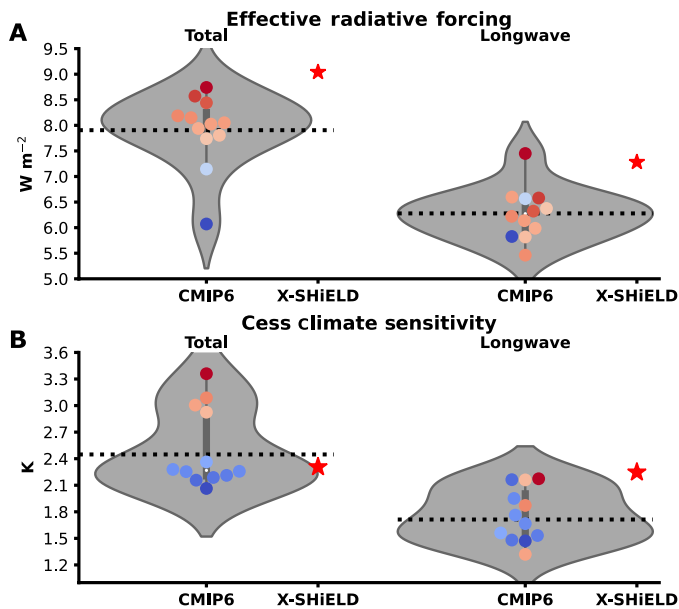 Effective radiative forcing
A
Total
Longwave
9.5
9.0
8.5
8.0
7.5
7.0
6.5
6.0
5.5
5.0
W m⁻²
CMIP6
X-SHiELD
CMIP6
X-SHiELD
Cess climate sensitivity
B
Total
Longwave
3.6
3.3
3.0
2.7
2.4
2.1
1.8
1.5
1.2
K
CMIP6
X-SHiELD
CMIP6
X-SHiELD